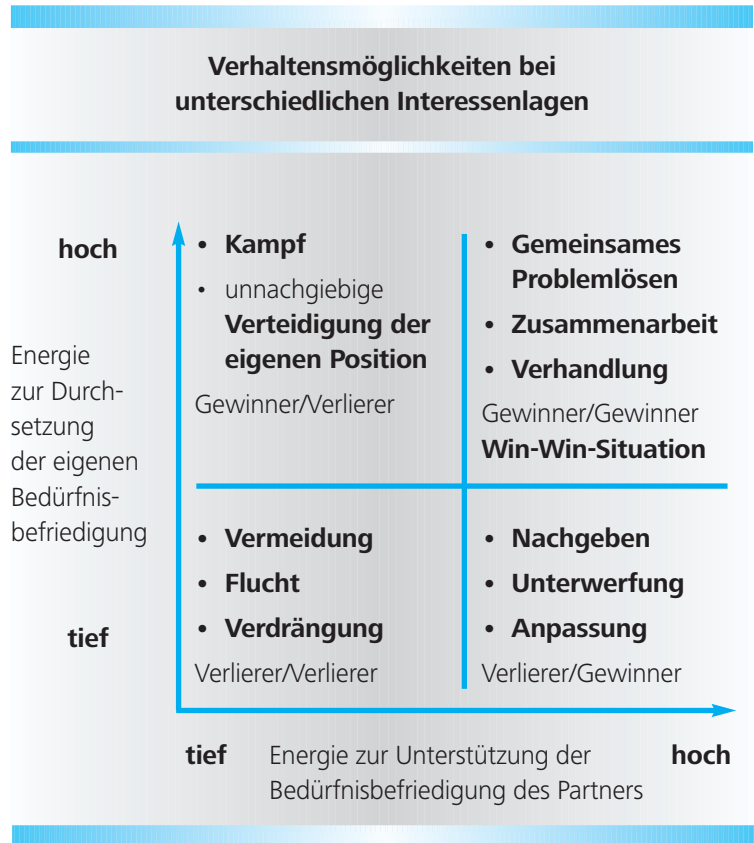 Verhaltensmöglichkeiten bei
unterschiedlichen Interessenlagen
hoch
Energie
zur Durch-
setzung
der eigenen
Bedürfnis-
befriedigung
tief
• Kampf
• unnachgiebige
Verteidigung der
eigenen Position
Gewinner/Verlierer
• Gemeinsames
Problemlösen
• Zusammenarbeit
• Verhandlung
Gewinner/Gewinner
Win-Win-Situation
• Vermeidung
• Flucht
• Verdrängung
Verlierer/Verlierer
• Nachgeben
• Unterwerfung
• Anpassung
Verlierer/Gewinner
tief
Energie zur Unterstützung der
Bedürfnisbefriedigung des Partners
hoch